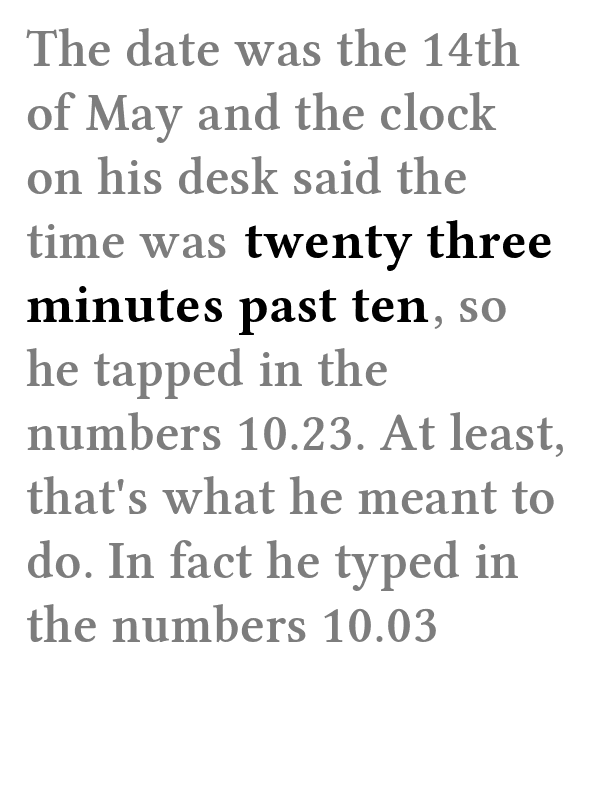 The date was the 14th
of May and the clock
on his desk said the
time was twenty three
minutes past ten, so
he tapped in the
numbers 10.23. At least,
that's what he meant to
do. In fact he typed in
the numbers 10.03